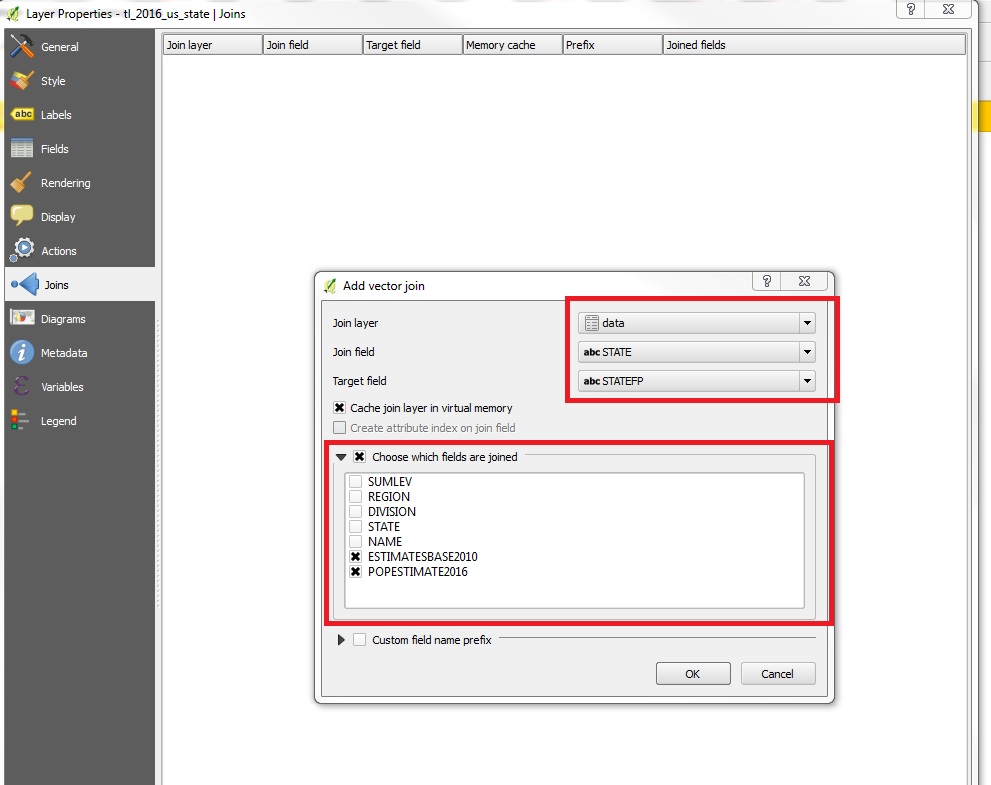 Layer Properties - tl_2016_us_state | Joins
?
General
Style
abc Labels
Fields
Rendering
Display
Actions
Joins
Diagrams
i Metadata
Variables
Legend
Join layer Join field Target field Memory cache Prefix Joined fields
Add vector join
?
Join layer data
Join field abc STATE
Target field abc STATEFP
Cache join layer in virtual memory
Create attribute index on join field
Choose which fields are joined
SUMLEV
REGION
DIVISION
STATE
NAME
ESTIMATESBASE2010
POPESTIMATE2016
Custom field name prefix
OK Cancel